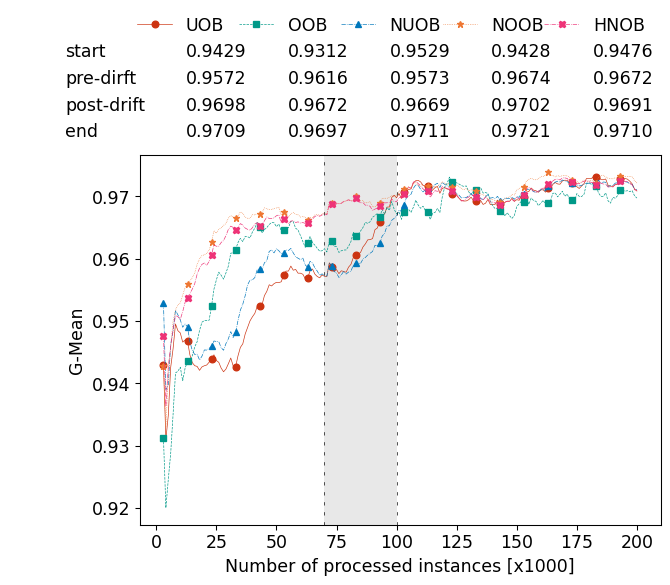 UOB OOB NUOB NOOB HNOB
start 0.9429 0.9312 0.9529 0.9428 0.9476
pre-dirft 0.9572 0.9616 0.9573 0.9674 0.9672
post-drift 0.9698 0.9672 0.9669 0.9702 0.9691
end 0.9709 0.9697 0.9711 0.9721 0.9710
0.97
0.96
0.95
0.94
0.93
0.92
G-Mean
0 25 50 75 100 125 150 175 200
Number of processed instances [x1000]